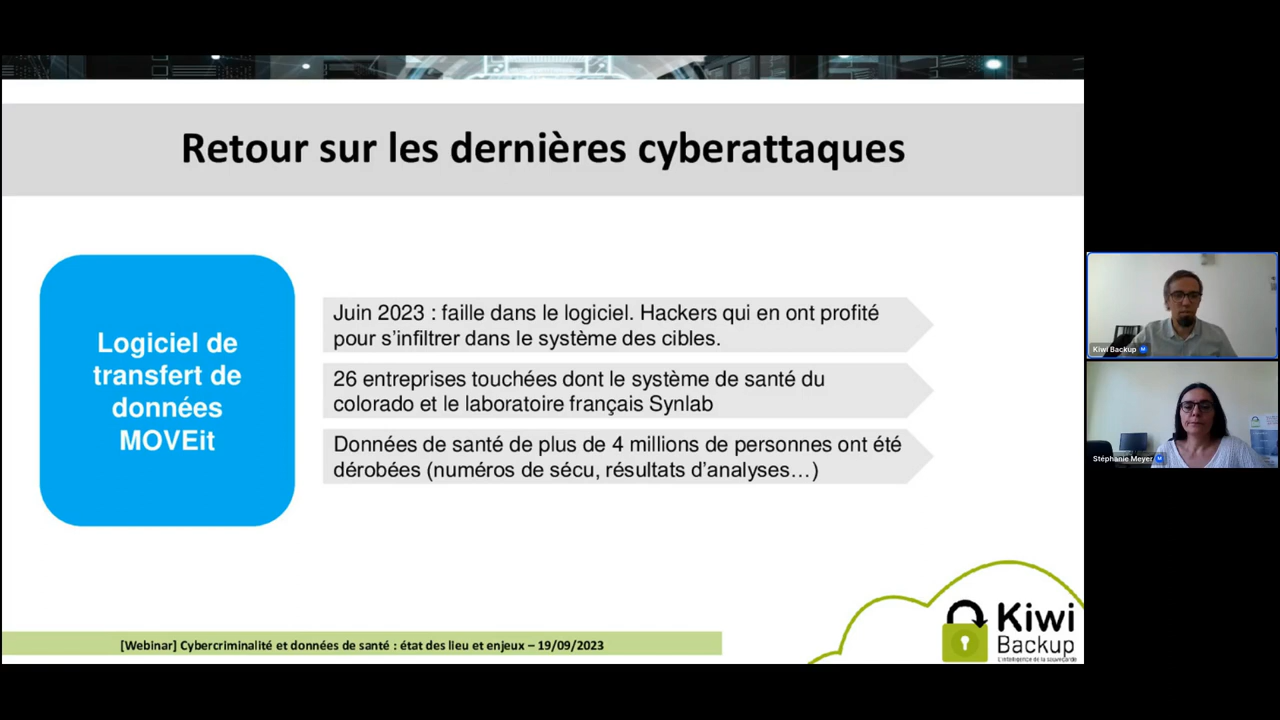 Retour sur les dernières cyberattaques
Logiciel de
transfert de
données
MOVEit
Juin 2023 : faille dans le logiciel. Hackers qui en ont profité
pour s’infiltrer dans le système des cibles.
26 entreprises touchées dont le système de santé du
colorado et le laboratoire français Synlab
Données de santé de plus de 4 millions de personnes ont été
dérobées (numéros de sécu, résultats d’analyses…)
[Webinar] Cybercriminalité et données de santé : état des lieu et enjeux – 19/09/2023
Kiwi
Backup
L'intelligence de la sauvegarde
Kiwi Backup
Stéphanie Meyer